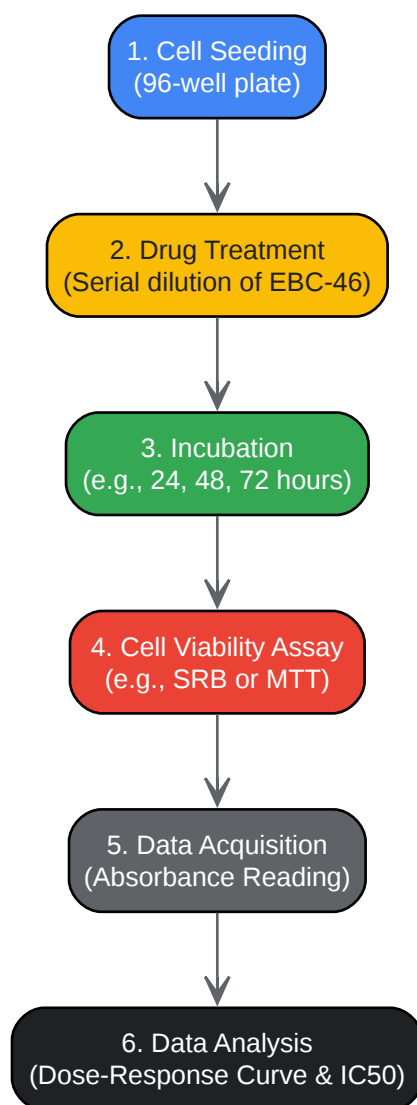 1. Cell Seeding
(96-well plate)
2. Drug Treatment
(Serial dilution of EBC-46)
3. Incubation
(e.g., 24, 48, 72 hours)
4. Cell Viability Assay
(e.g., SRB or MTT)
5. Data Acquisition
(Absorbance Reading)
6. Data Analysis
(Dose-Response Curve & IC50)